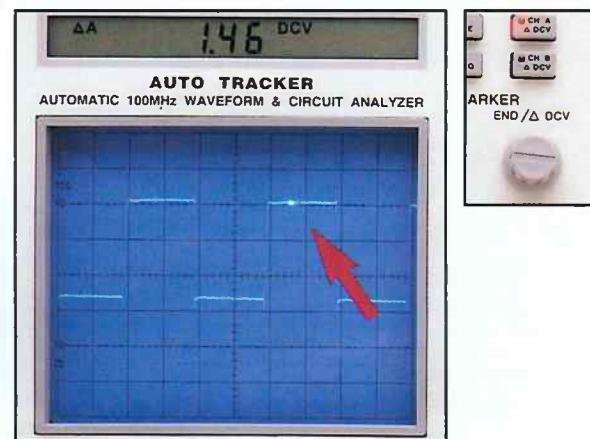 ΔA 1.46 DCV
AUTO TRACKER
AUTOMATIC 100MHz WAVEFORM & CIRCUIT ANALYZER
E
CH A
Δ DCV
Q
CH B
Δ DCV
ARKER
END/Δ DCV